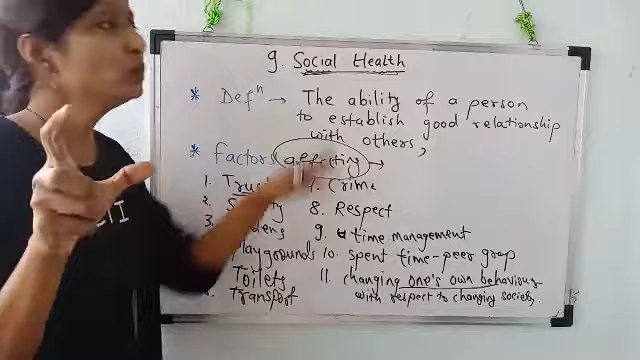 9. Social Health
* Defⁿ → The ability of a person
to establish good relationship
with others,
* factors affecting →
1. Trust
2.
3.
Playgrounds
Toilets
Transport
7. Crime
8. Respect
9. time management
10. spent time-peer grop
11. changing one's own behaviour
with respect to changing society.